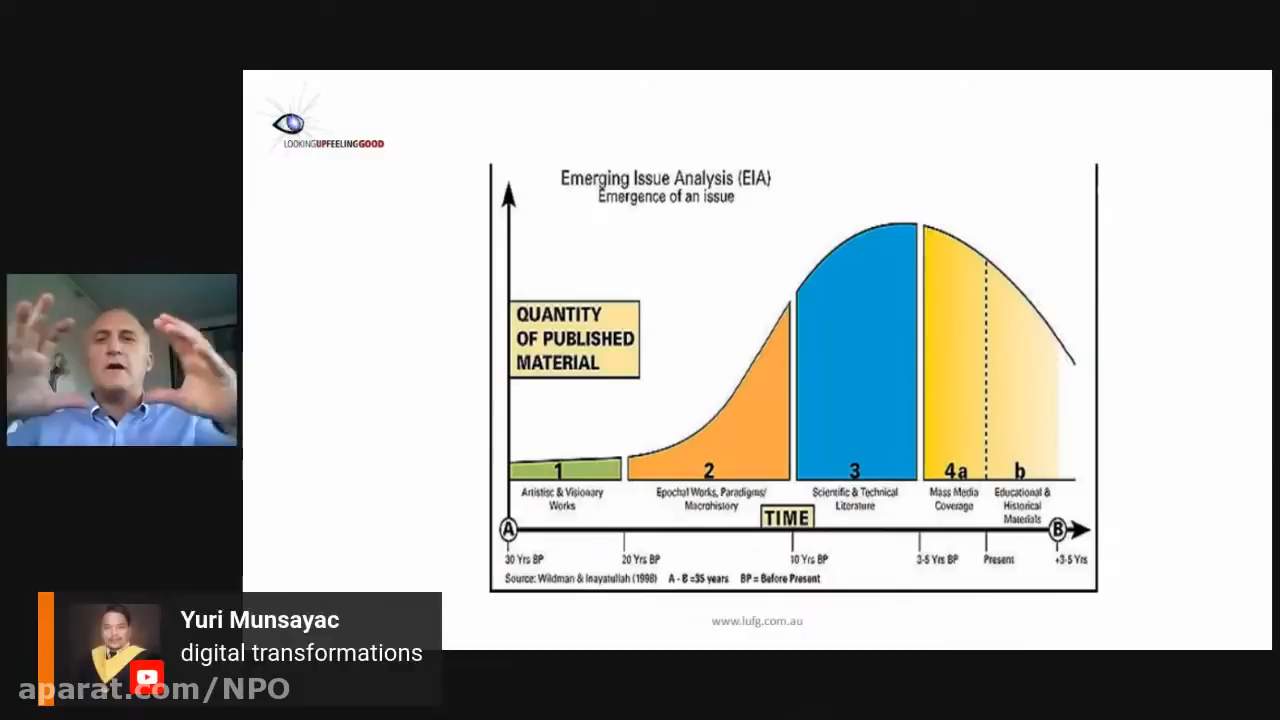 LOOKINGUPFEELINGGOOD
Emerging Issue Analysis (EIA)
Emergence of an issue
QUANTITY
OF PUBLISHED
MATERIAL
1
2
3
4a
b
Artistisc & Visionary
Works
Epochal Works, Paradigms/
Macrohistory
Scientific & Technical
Literature
Mass Media
Coverage
Educational &
Historical
Materials
TIME
A
B
30 Yrs BP
20 Yrs BP
10 Yrs BP
3-5 Yrs BP
Present
+3-5 Yrs
Source: Wildman & Inayatullah (1998) A - B =35 years BP = Before Present
www.lufg.com.au
Yuri Munsayac
digital transformations
aparat.com/NPO